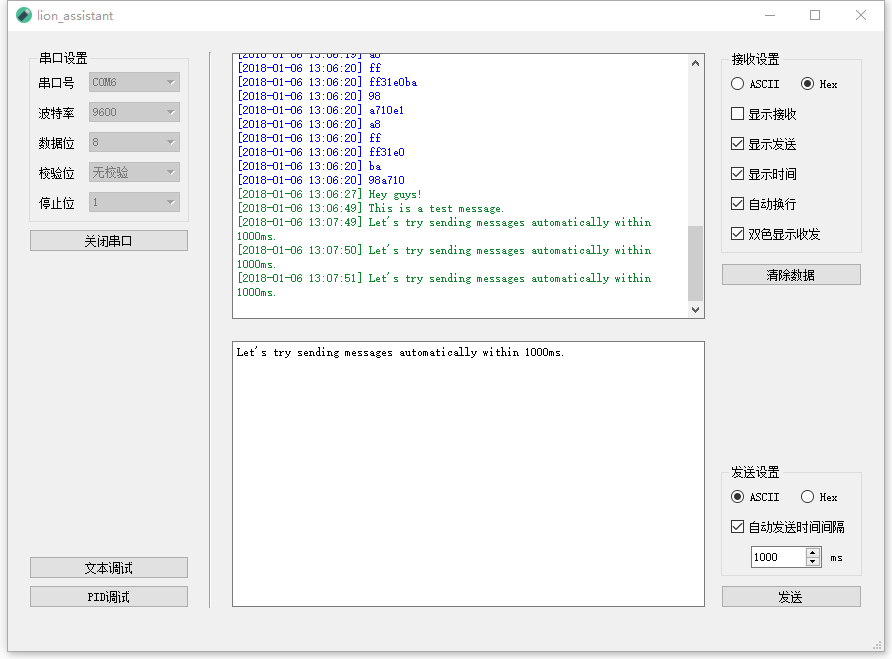 lion_assistant
串口设置
串口号 COM6
波特率 9600
数据位 8
校验位 无校验
停止位 1
关闭串口
文本调试
PID调试
[2018-01-06 13:06:19] a0
[2018-01-06 13:06:20] ff
[2018-01-06 13:06:20] ff31e0ba
[2018-01-06 13:06:20] 98
[2018-01-06 13:06:20] a710e1
[2018-01-06 13:06:20] a8
[2018-01-06 13:06:20] ff
[2018-01-06 13:06:20] ff31e0
[2018-01-06 13:06:20] ba
[2018-01-06 13:06:20] 98a710
[2018-01-06 13:06:27] Hey guys!
[2018-01-06 13:06:49] This is a test message.
[2018-01-06 13:07:49] Let's try sending messages automatically within
1000ms.
[2018-01-06 13:07:50] Let's try sending messages automatically within
1000ms.
[2018-01-06 13:07:51] Let's try sending messages automatically within
1000ms.
Let's try sending messages automatically within 1000ms.
接收设置
ASCII Hex
显示接收
显示发送
显示时间
自动换行
双色显示收发
清除数据
发送设置
ASCII Hex
自动发送时间间隔
1000 ms
发送